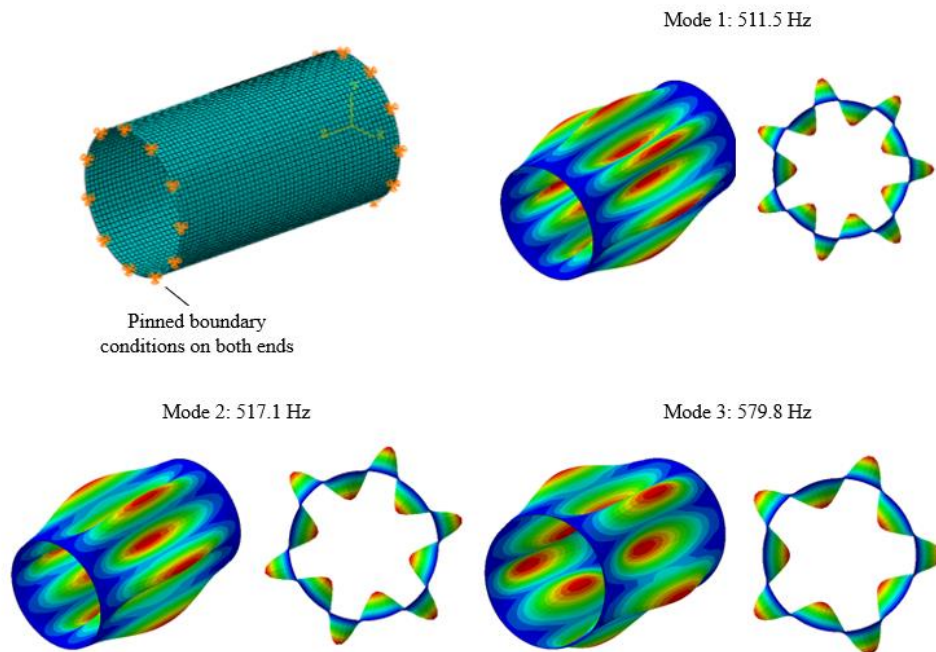 Mode 1: 511.5 Hz
Pinned boundary
conditions on both ends
Mode 2: 517.1 Hz
Mode 3: 579.8 Hz